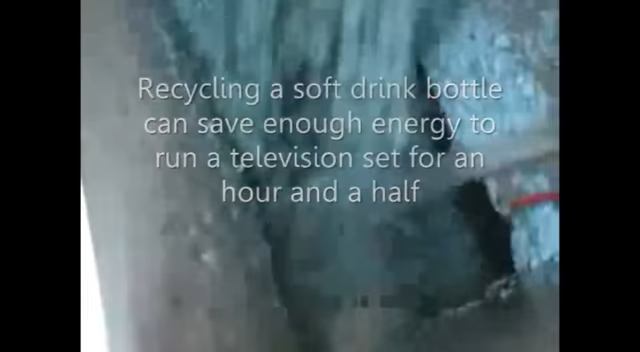 Recycling a soft drink bottle
can save enough energy to
run a television set for an
hour and a half